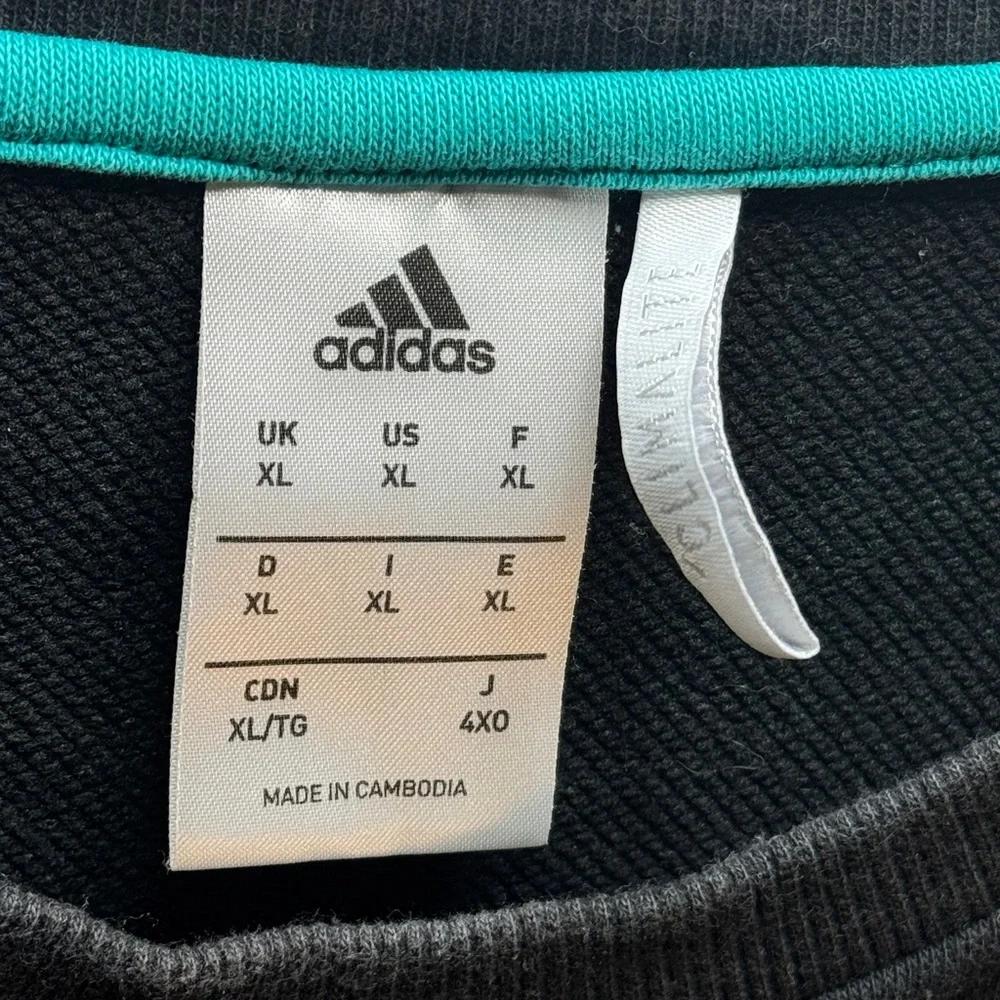 adidas
UK US F
XL XL XL
D I E
XL XL XL
CDN J
XL/TG 4XO
MADE IN CAMBODIA